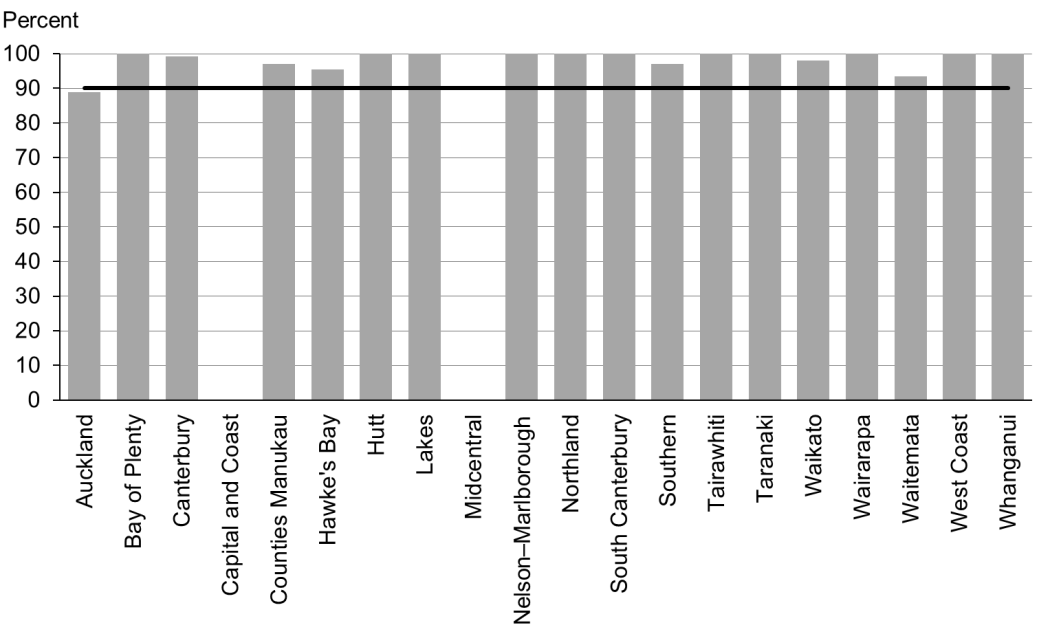 Percent
100
90
80
70
60
50
40
30
20
10
0
Auckland
Bay of Plenty
Canterbury
Capital and Coast
Counties Manukau
Hawke's Bay
Hutt
Lakes
Midcentral
Nelson–Marlborough
Northland
South Canterbury
Southern
Tairawhiti
Taranaki
Waikato
Wairarapa
Waitemata
West Coast
Whanganui